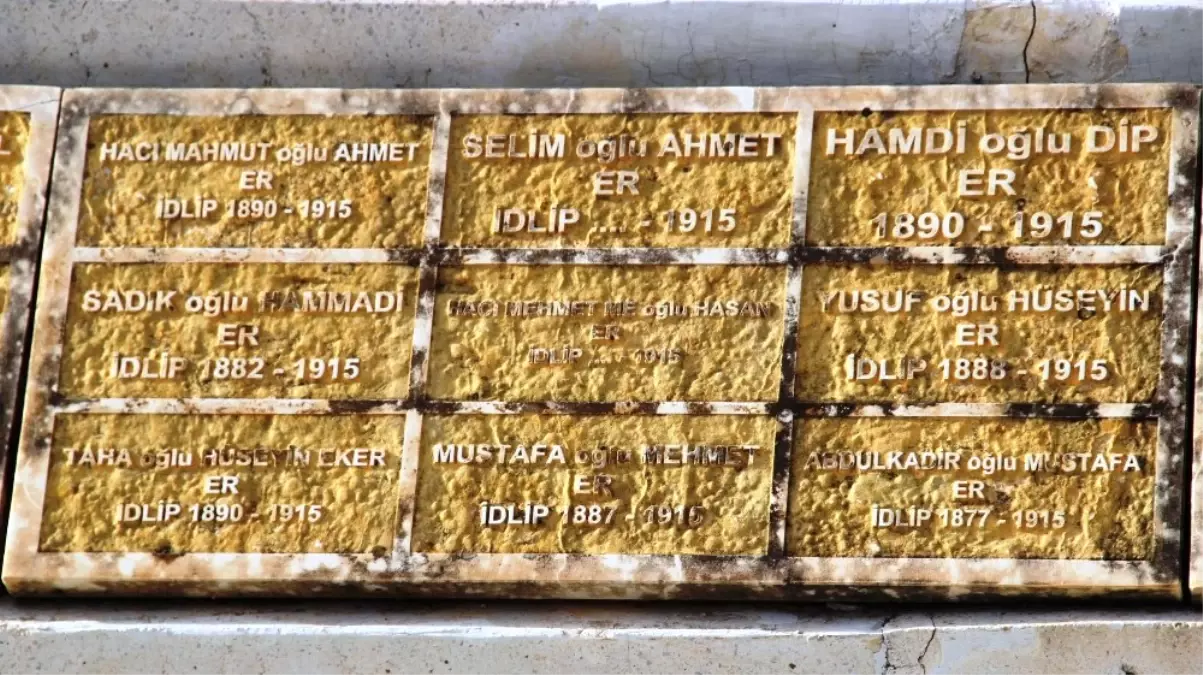 L
HACI MAHMUT oğlu AHMET
ER
İDLİP 1890 - 1915
SELİM oğlu AHMET
ER
İDLİP .... - 1915
HAMDİ oğlu DİP
ER
1890 - 1915
SADIK oğlu HAMMADİ
ER
İDLİP 1882 - 1915
HACI MEHMET ME oğlu HASAN
ER
İDLİP .... - 1915
YUSUF oğlu HÜSEYİN
ER
İDLİP 1888 - 1915
TAHA oğlu HÜSEYİN EKER
ER
İDLİP 1890 - 1915
MUSTAFA oğlu MEHMET
ER
İDLİP 1887 - 1915
ABDULKADİR oğlu MUSTAFA
ER
İDLİP 1877 - 1915